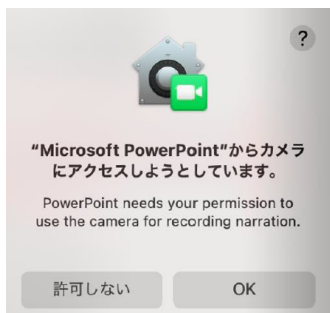 ?
“Microsoft PowerPoint”からカメラ
にアクセスしようとしています。
PowerPoint needs your permission to
use the camera for recording narration.
許可しない
OK